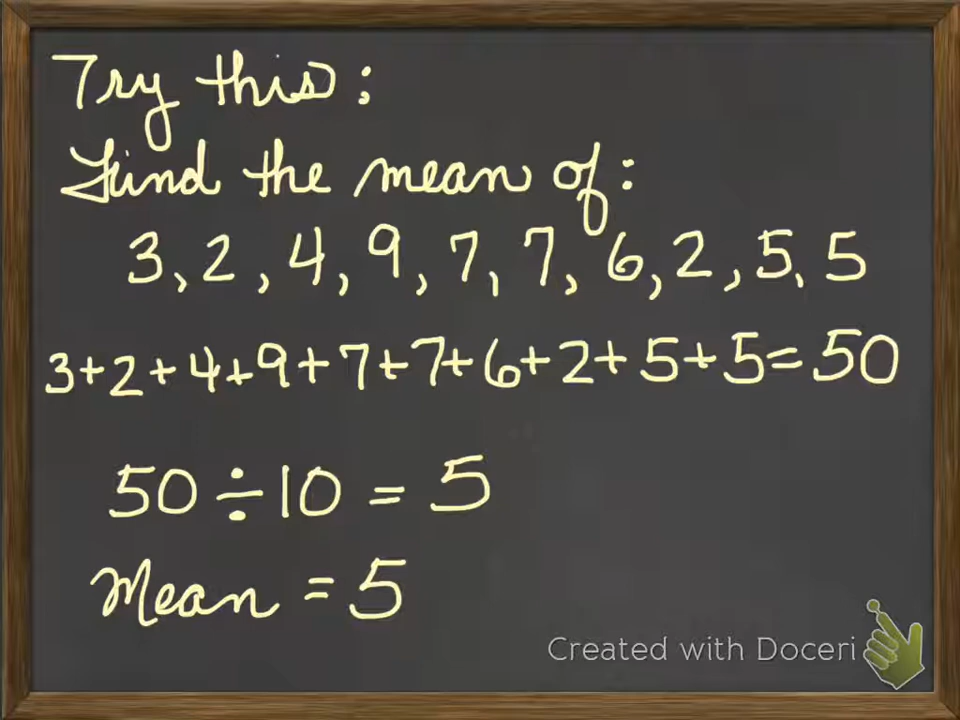 Try this:
Find the mean of:
3, 2, 4, 9, 7, 7, 6, 2, 5, 5
3+2+4+9+7+7+6+2+5+5=50
50 ÷ 10 = 5
Mean = 5
Created with Doceri